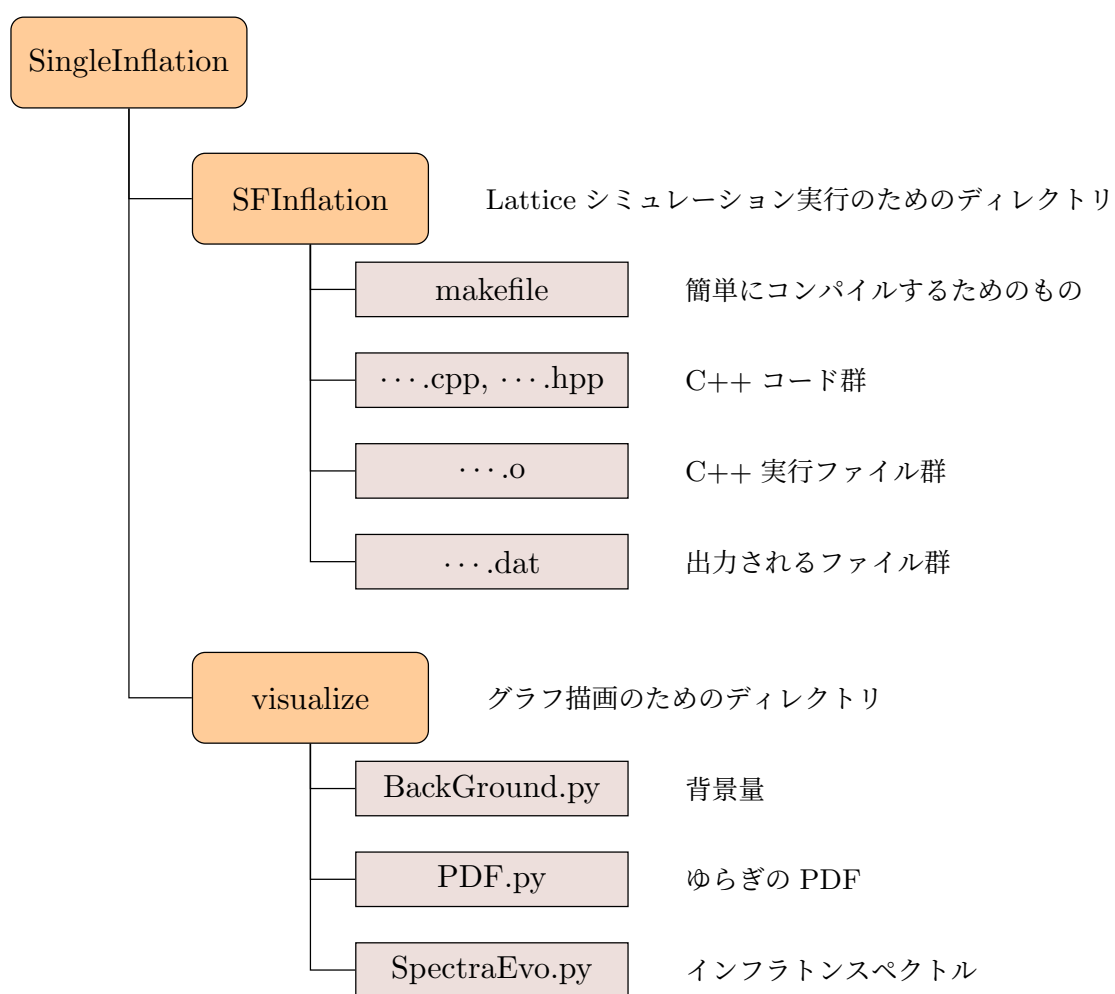 SingleInflation
SFInflation Lattice シミュレーション実行のためのディレクトリ
makefile 簡単にコンパイルするためのもの
··· .cpp, ··· .hpp C++ コード群
··· .o C++ 実行ファイル群
··· .dat 出力されるファイル群
visualize グラフ描画のためのディレクトリ
BackGround.py 背景量
PDF.py ゆらぎの PDF
SpectraEvo.py インフラトンスペクトル